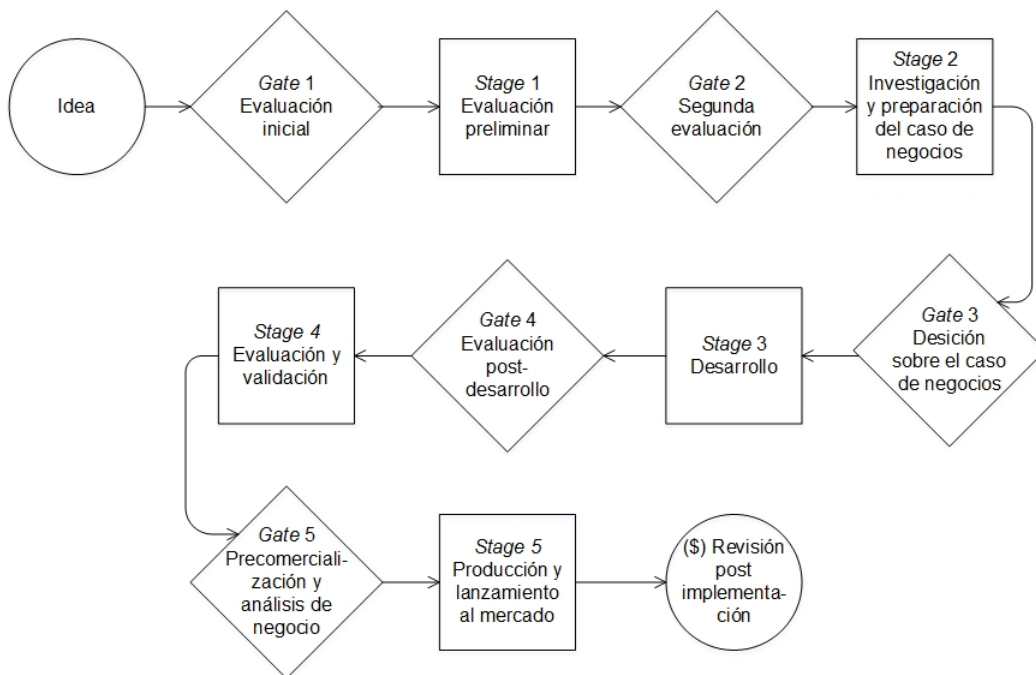 Idea
Gate 1
Evaluación
inicial
Stage 1
Evaluación
preliminar
Gate 2
Segunda
evaluación
Stage 2
Investigación
y preparación
del caso de
negocios
Gate 3
Desición
sobre el caso
de negocios
Stage 3
Desarrollo
Gate 4
Evaluación
post-
desarrollo
Stage 4
Evaluación y
validación
Gate 5
Precomerciali-
zación y
análisis de
negocio
Stage 5
Producción y
lanzamiento
al mercado
($) Revisión
post
implementa-
ción